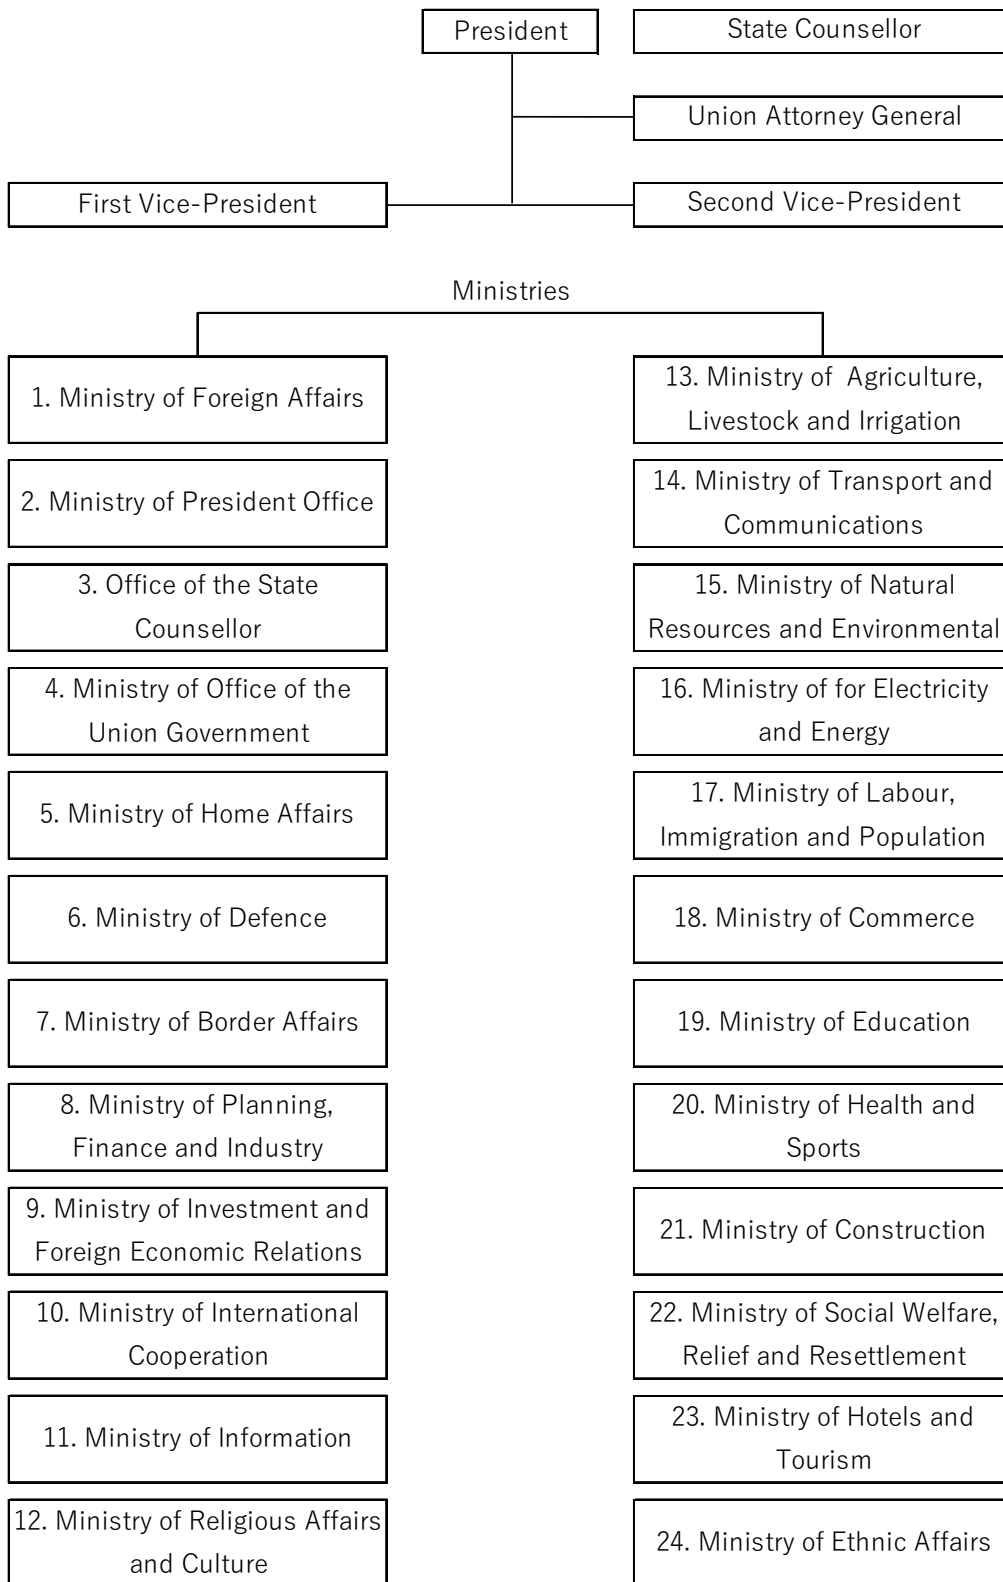 President
State Counsellor
Union Attorney General
First Vice-President
Second Vice-President
Ministries
1. Ministry of Foreign Affairs
2. Ministry of President Office
3. Office of the State
Counsellor
4. Ministry of Office of the
Union Government
5. Ministry of Home Affairs
6. Ministry of Defence
7. Ministry of Border Affairs
8. Ministry of Planning,
Finance and Industry
9. Ministry of Investment and
Foreign Economic Relations
10. Ministry of International
Cooperation
11. Ministry of Information
12. Ministry of Religious Affairs
and Culture
13. Ministry of Agriculture,
Livestock and Irrigation
14. Ministry of Transport and
Communications
15. Ministry of Natural
Resources and Environmental
16. Ministry of for Electricity
and Energy
17. Ministry of Labour,
Immigration and Population
18. Ministry of Commerce
19. Ministry of Education
20. Ministry of Health and
Sports
21. Ministry of Construction
22. Ministry of Social Welfare,
Relief and Resettlement
23. Ministry of Hotels and
Tourism
24. Ministry of Ethnic Affairs